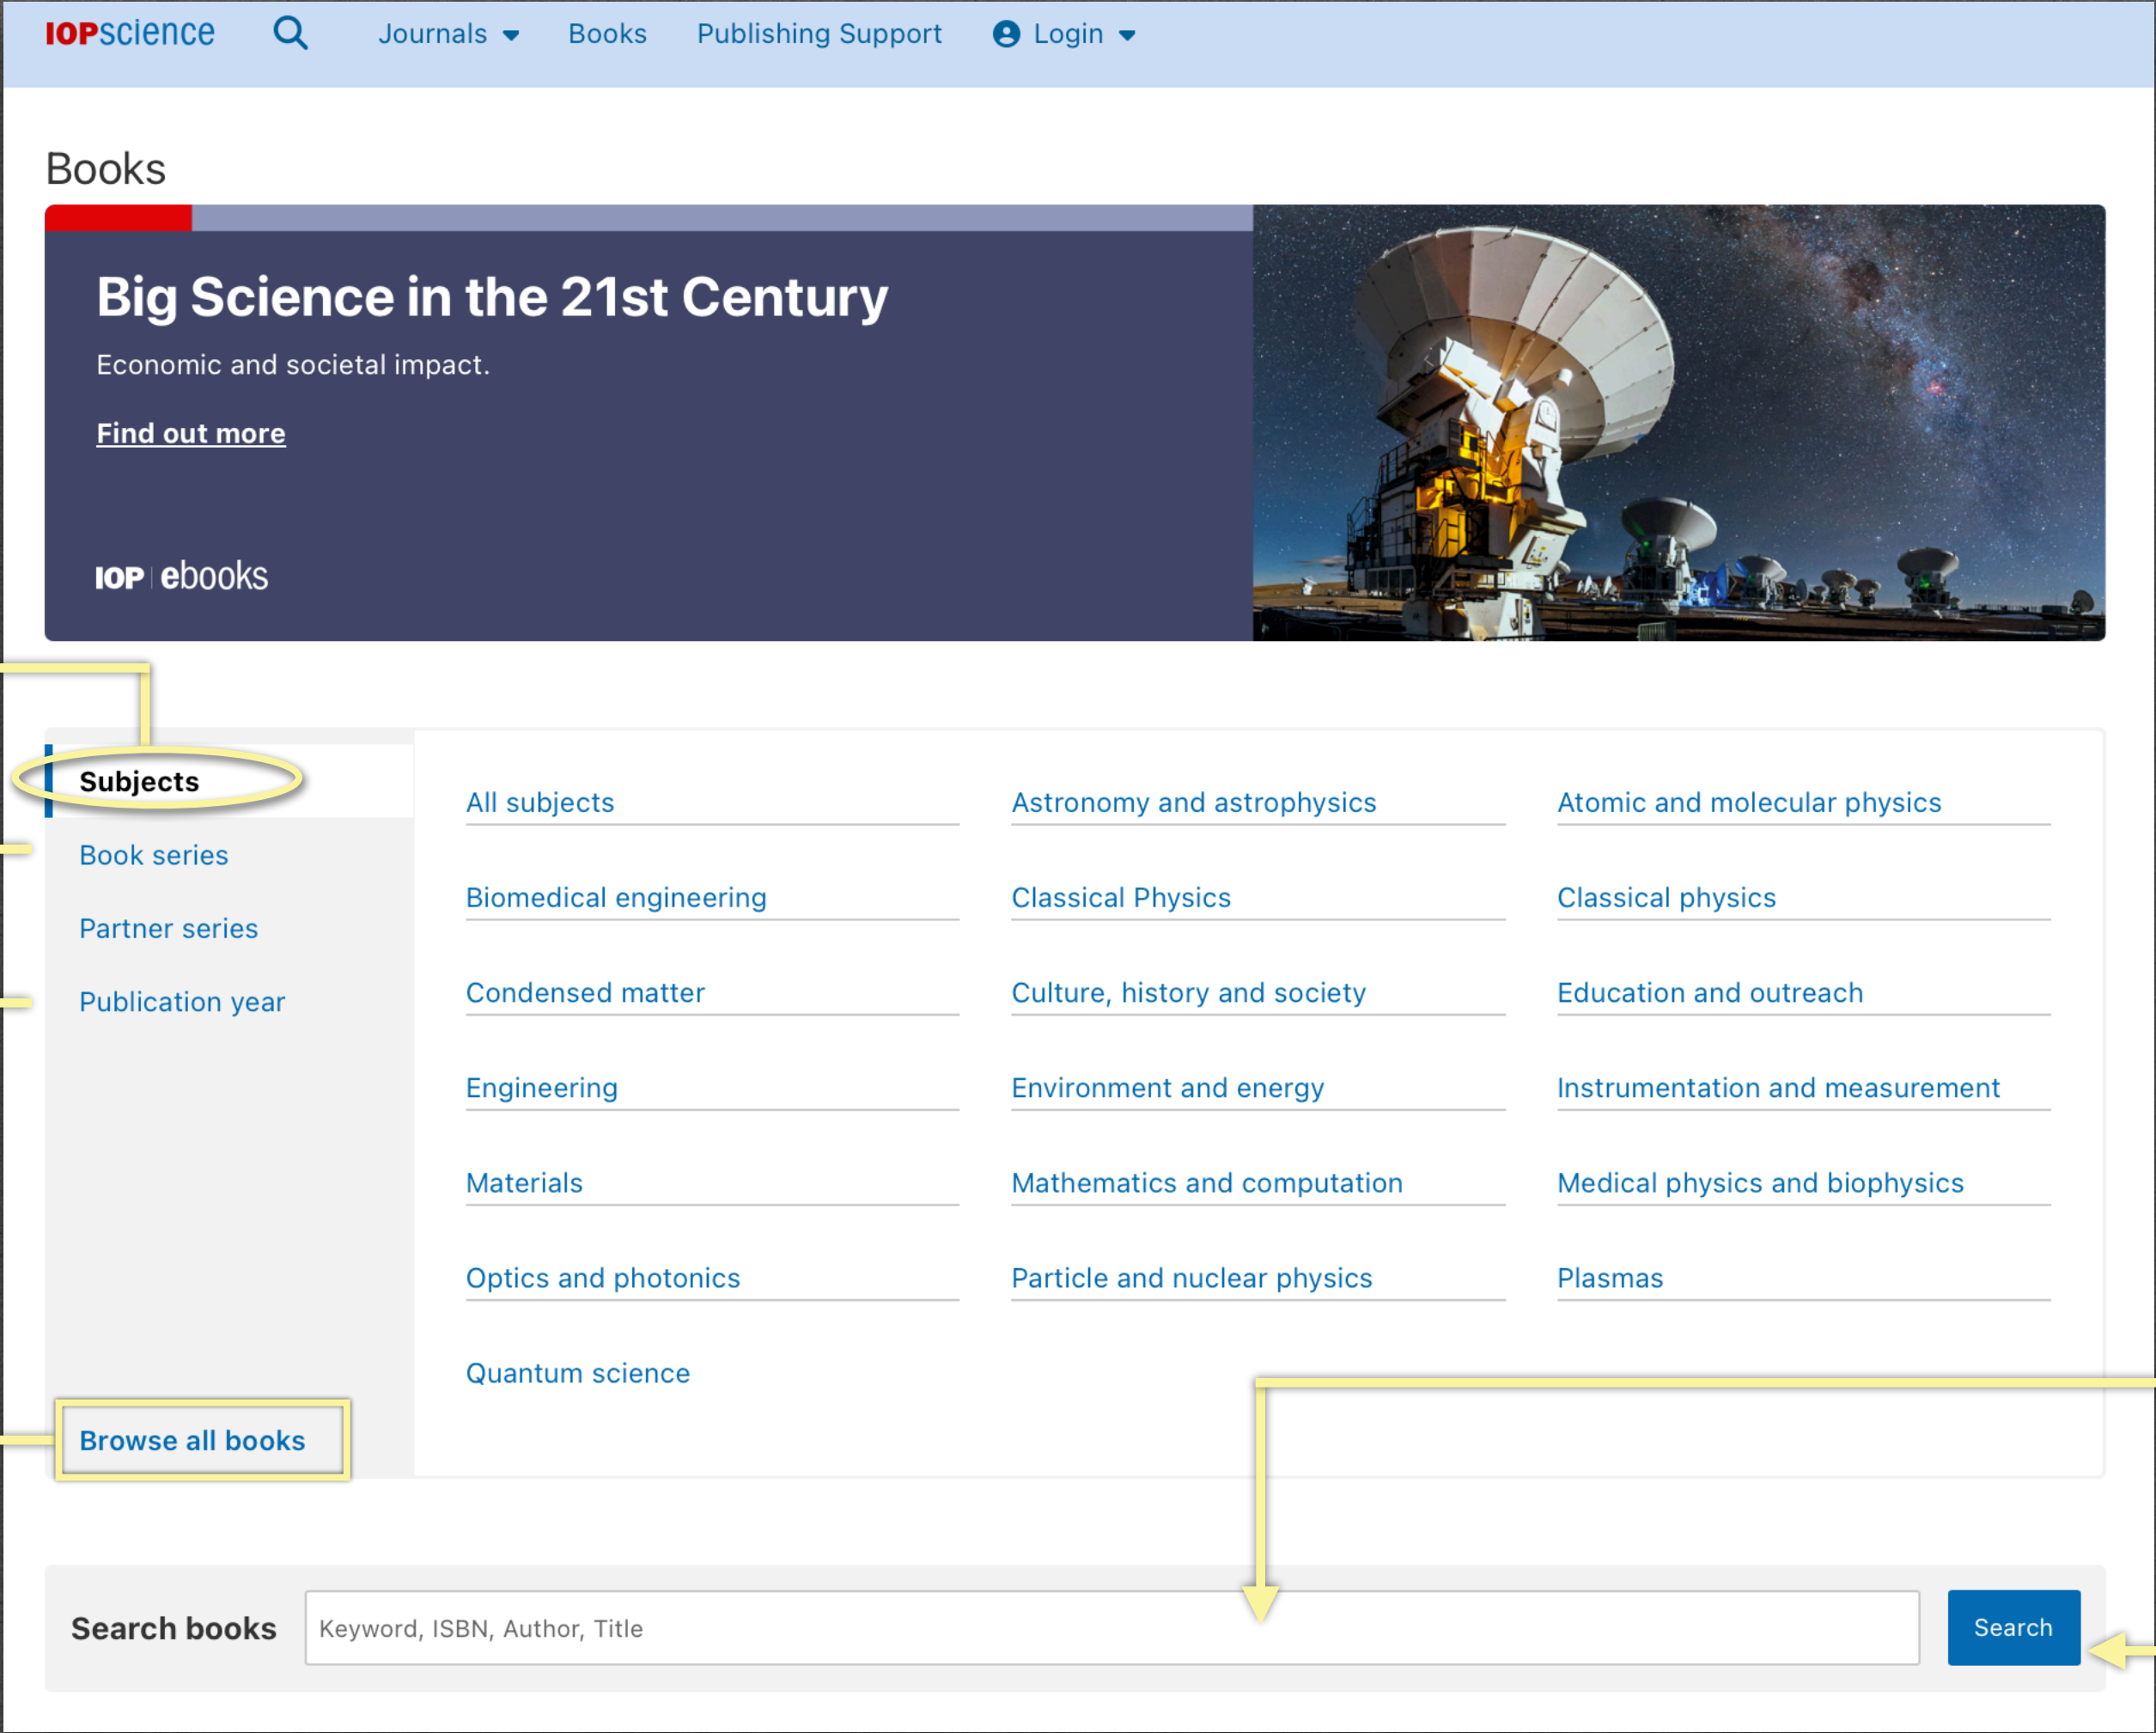 IOPscience Journals Books Publishing Support Login
Books
Big Science in the 21st Century
Economic and societal impact.
Find out more
IOP ebooks
Subjects
Book series
Partner series
Publication year
Browse all books
All subjects Astronomy and astrophysics Atomic and molecular physics
Biomedical engineering Classical Physics Classical physics
Condensed matter Culture, history and society Education and outreach
Engineering Environment and energy Instrumentation and measurement
Materials Mathematics and computation Medical physics and biophysics
Optics and photonics Particle and nuclear physics Plasmas
Quantum science
Search books Keyword, ISBN, Author, Title Search